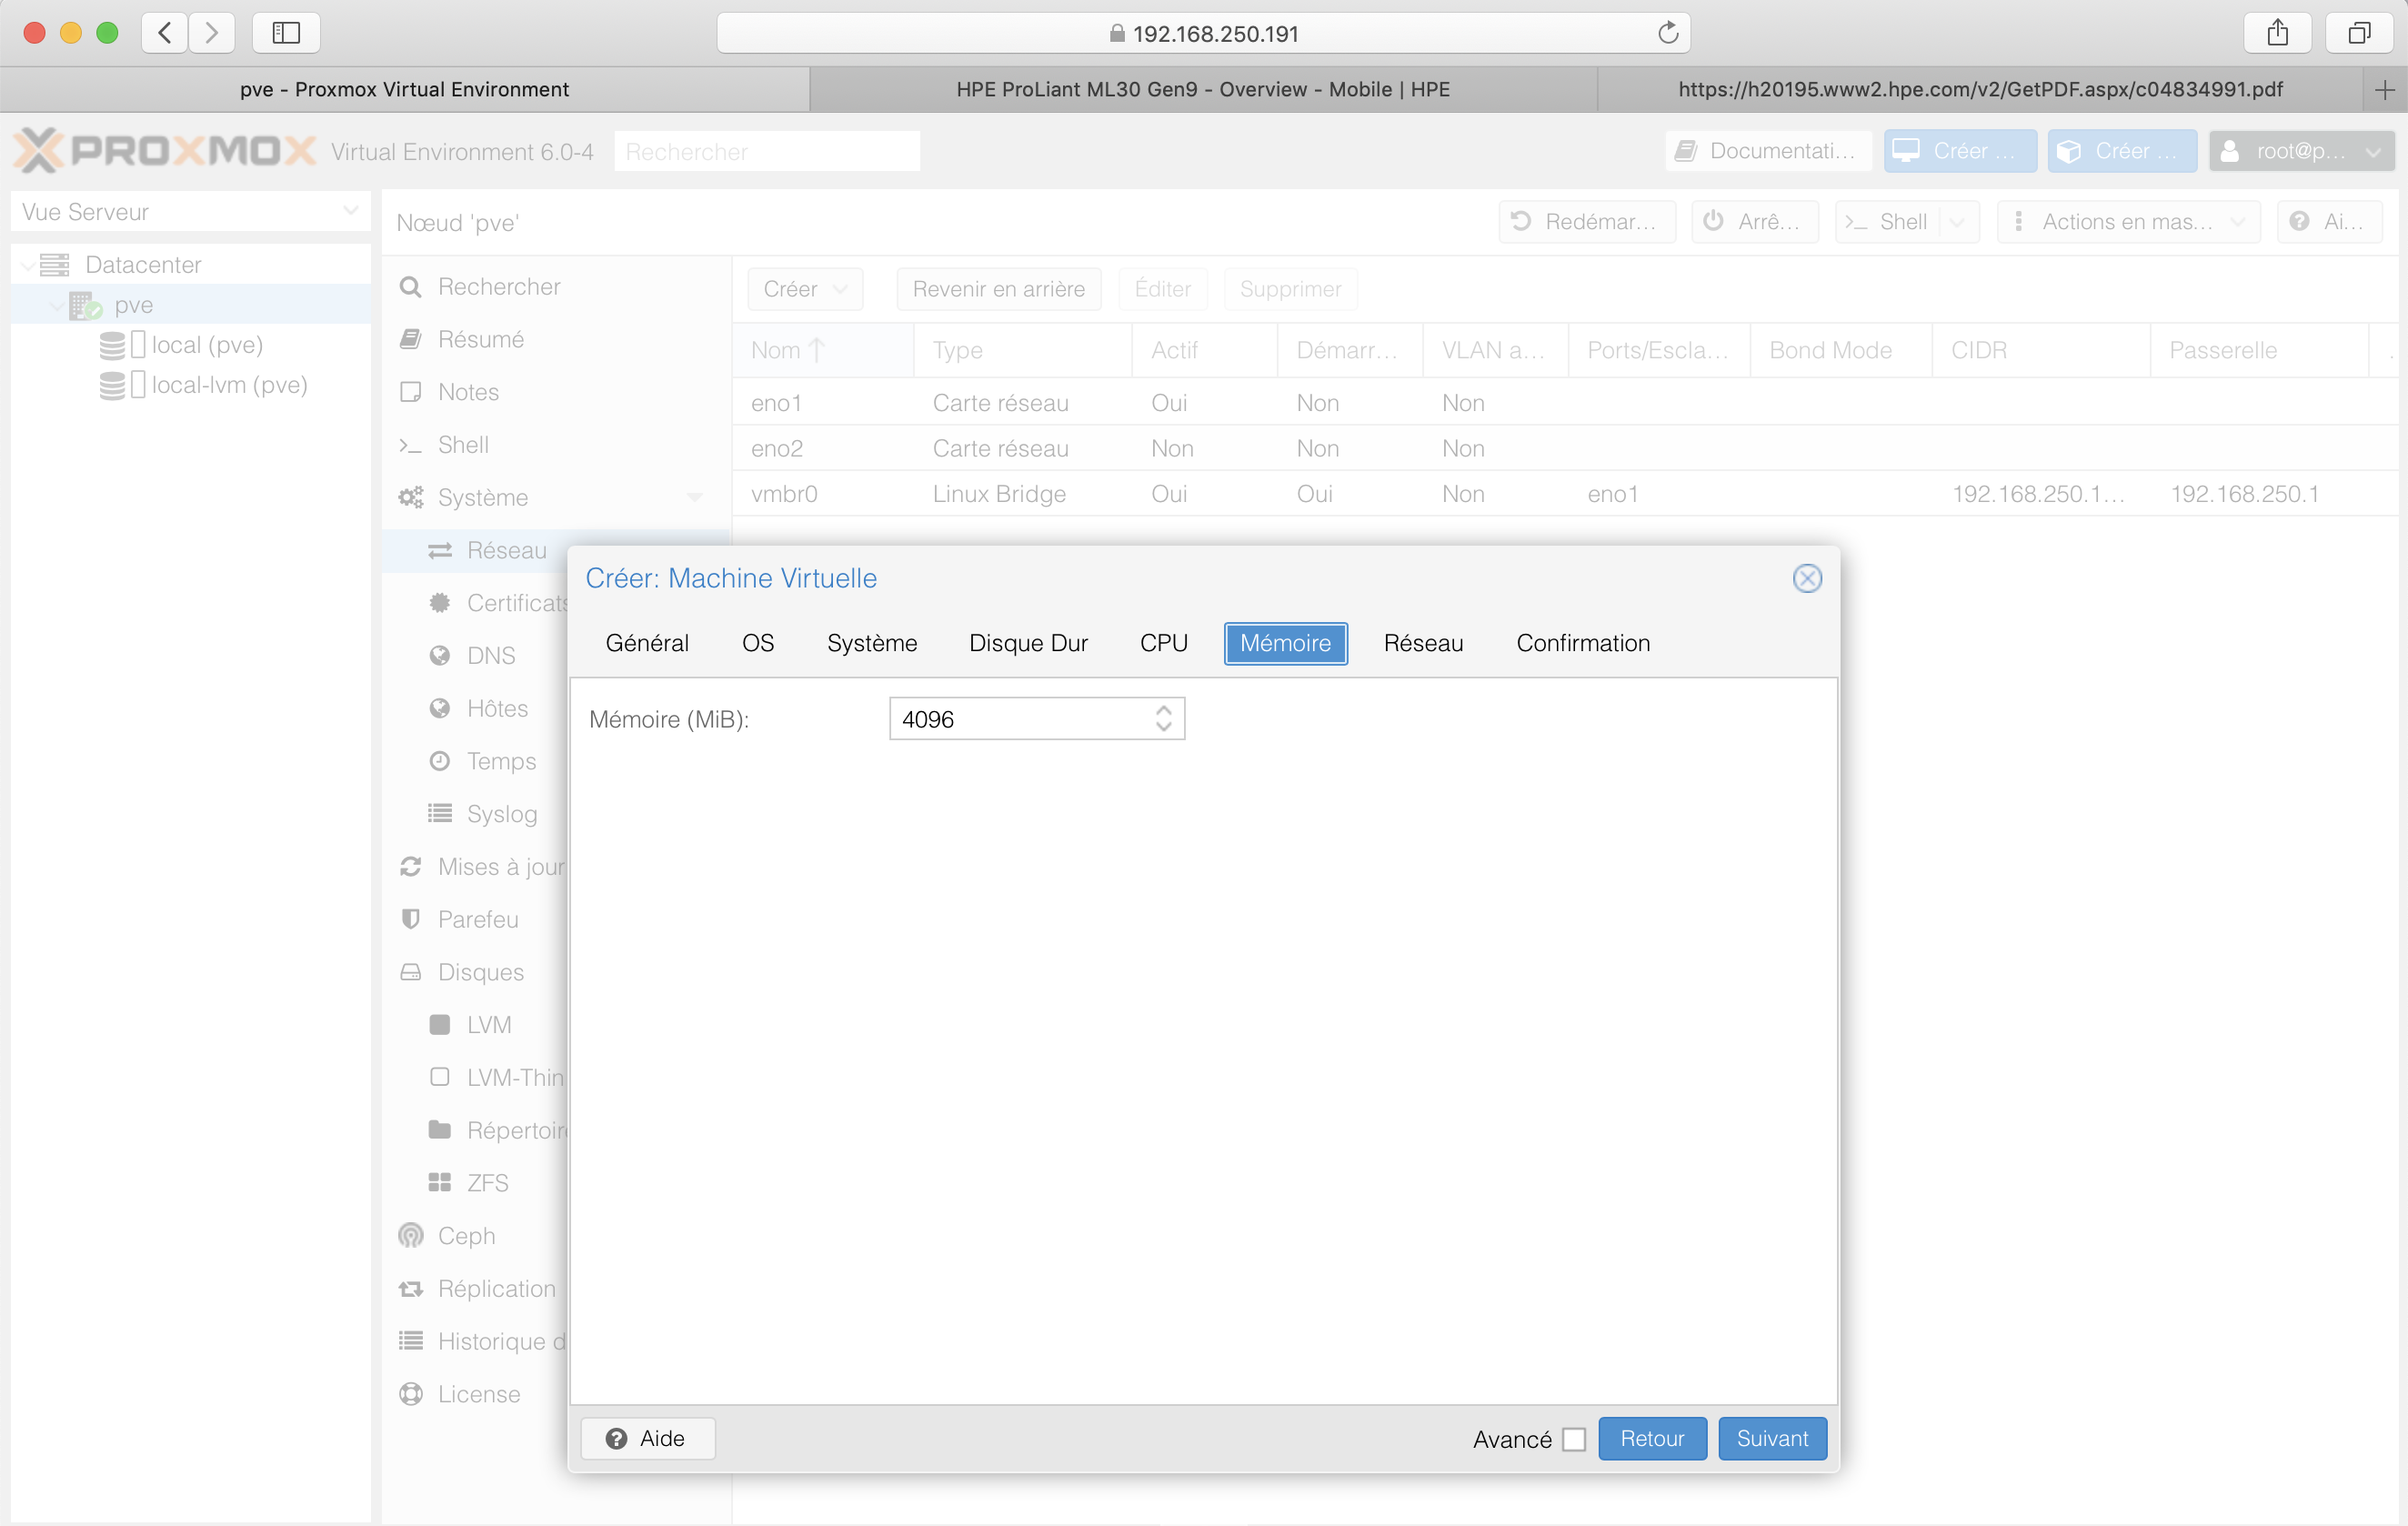 192.168.250.191
pve - Proxmox Virtual Environment
HPE ProLiant ML30 Gen9 - Overview - Mobile | HPE
https://h20195.www2.hpe.com/v2/GetPDF.aspx/c04834991.pdf
PROXMOX Virtual Environment 6.0-4 Rechercher
Documentati... Créer ... Créer ... root@p...
Vue Serveur
Datacenter
pve
local (pve)
local-lvm (pve)
Nœud 'pve'
Redémar... Arrê... >_ Shell Actions en mas... Ai...
Rechercher
Résumé
Notes
>_ Shell
Système
Réseau
Certificats
DNS
Hôtes
Temps
Syslog
Mises à jour
Parefeu
Disques
LVM
LVM-Thin
Répertoire
ZFS
Ceph
Réplication
Historique d
License
Créer Revenir en arrière Éditer Supprimer
Nom Type Actif Démarr... VLAN a... Ports/Escla... Bond Mode CIDR Passerelle
eno1 Carte réseau Oui Non Non
eno2 Carte réseau Non Non Non
vmbr0 Linux Bridge Oui Oui Non eno1 192.168.250.1... 192.168.250.1
Créer: Machine Virtuelle
Général OS Système Disque Dur CPU Mémoire Réseau Confirmation
Mémoire (MiB): 4096
Aide Avancé Retour Suivant